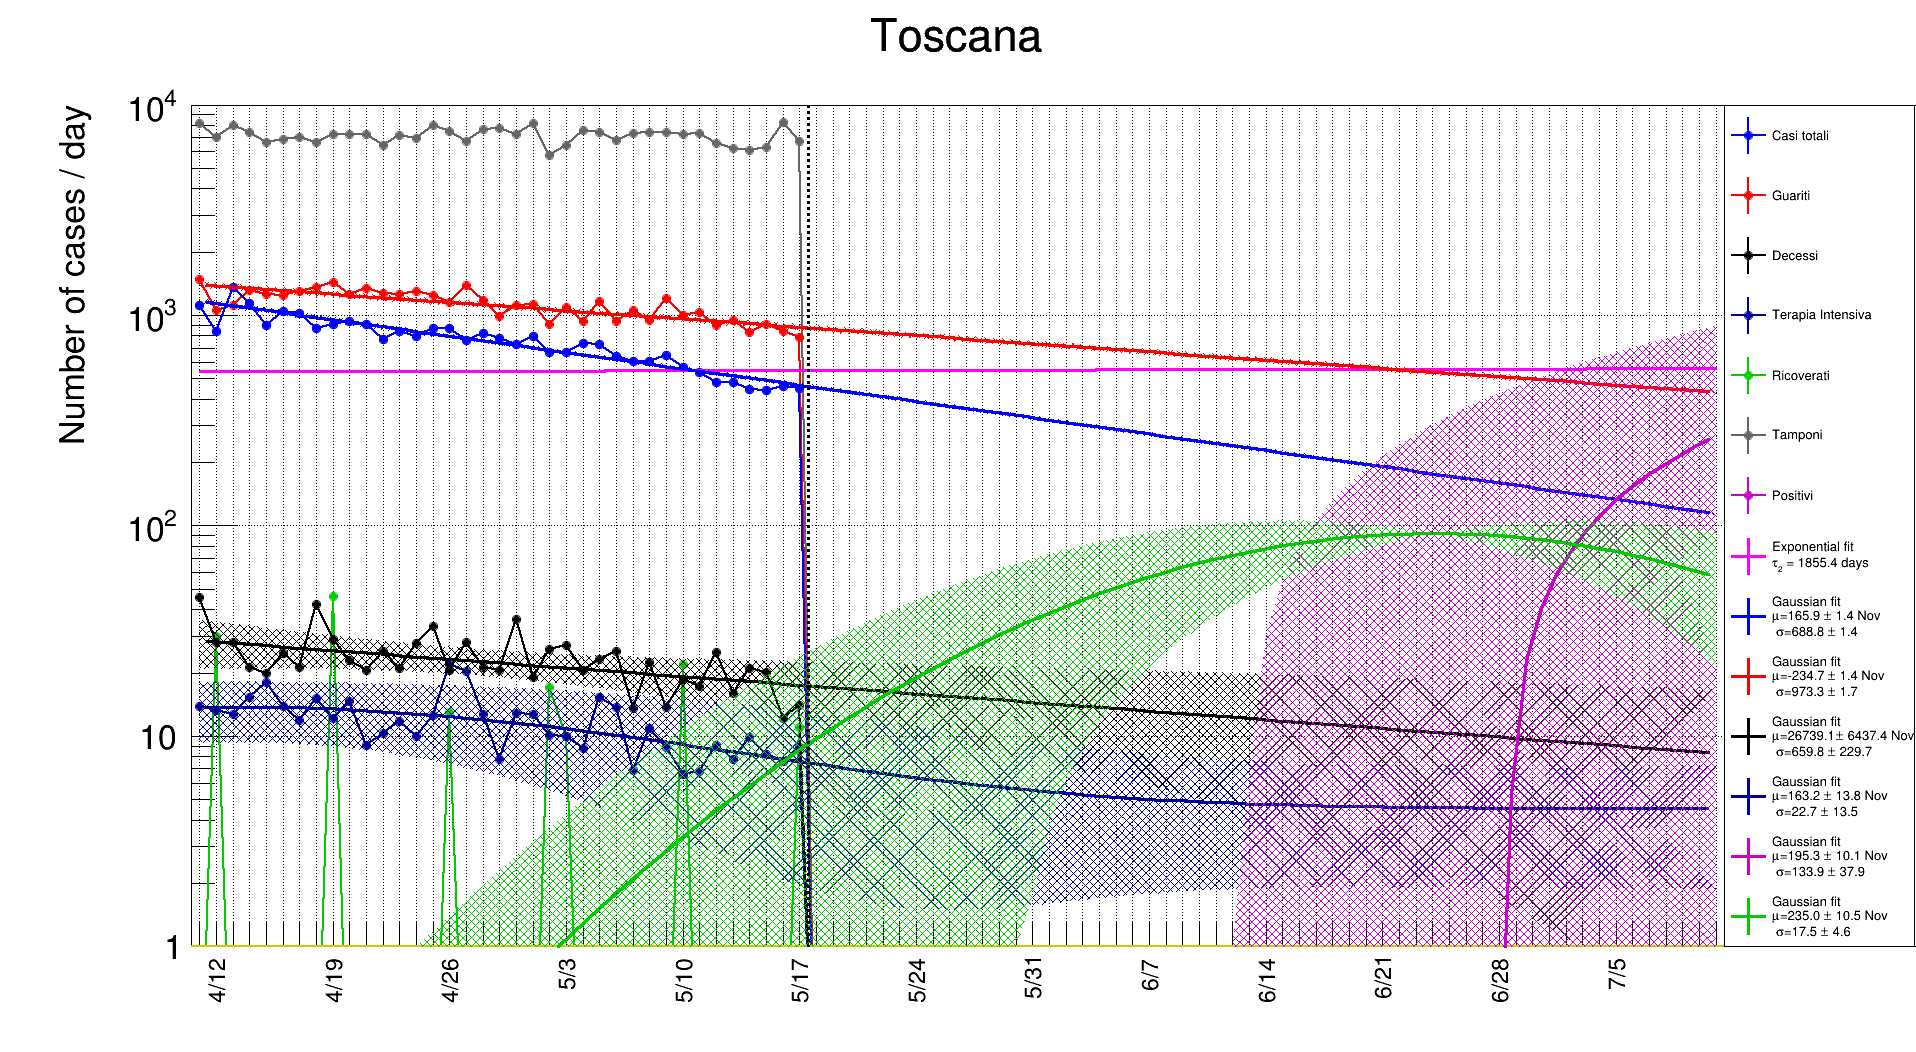 Toscana
Number of cases / day
10⁴
10³
10²
10
1
4/12
4/19
4/26
5/3
5/10
5/17
5/24
5/31
6/7
6/14
6/21
6/28
7/5
Casi totali
Guariti
Decessi
Terapia Intensiva
Ricoverati
Tamponi
Positivi
Exponential fit
τ₂ = 1855.4 days
Gaussian fit
μ=165.9 ± 1.4 Nov
σ=688.8 ± 1.4
Gaussian fit
μ=-234.7 ± 1.4 Nov
σ=973.3 ± 1.7
Gaussian fit
μ=26739.1± 6437.4 Nov
σ=659.8 ± 229.7
Gaussian fit
μ=163.2 ± 13.8 Nov
σ=22.7 ± 13.5
Gaussian fit
μ=195.3 ± 10.1 Nov
σ=133.9 ± 37.9
Gaussian fit
μ=235.0 ± 10.5 Nov
σ=17.5 ± 4.6